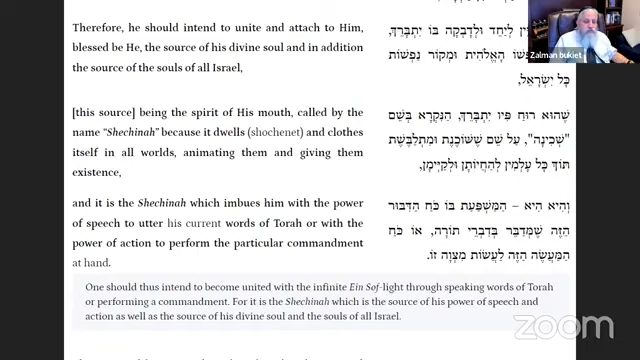 Therefore, he should intend to unite and attach to Him,
blessed be He, the source of his divine soul and in addition
the source of the souls of all Israel,
לְיַחֵד וּלְדָבְקָה בּוֹ יִתְבָּרֵךְ,
הָאֱלֹהִית וּמְקוֹר נַפְשׁוֹת
כָּל יִשְׂרָאֵל,
Zalman bukiet
[this source] being the spirit of His mouth, called by the
name “Shechinah” because it dwells (shochenet) and clothes
itself in all worlds, animating them and giving them
existence,
שֶׁהוּא רוּחַ פִּיו יִתְבָּרֵךְ, הַנִּקְרָא בְּשֵׁם
"שְׁכִינָה", עַל שֵׁם שֶׁשּׁוֹכֶנֶת וּמִתְלַבֶּשֶׁת
תּוֹךְ כָּל עָלְמִין לְהַחֲיוֹתָן וּלְקַיְּימָן,
and it is the Shechinah which imbues him with the power
of speech to utter his current words of Torah or with the
power of action to perform the particular commandment
at hand.
וְהִיא הִיא – הַמַּשְׁפַּעַת בּוֹ כֹּחַ הַדִּבּוּר
הַזֶּה שֶׁמְּדַבֵּר בְּדִבְרֵי תוֹרָה, אוֹ כֹּחַ
הַמַּעֲשֶׂה הַזֶּה לַעֲשׂוֹת מִצְוָה זוֹ.
One should thus intend to become united with the infinite Ein Sof-light through speaking words of Torah
or performing a commandment. For it is the Shechinah which is the source of his power of speech and
action as well as the source of his divine soul and the souls of all Israel.
zoom